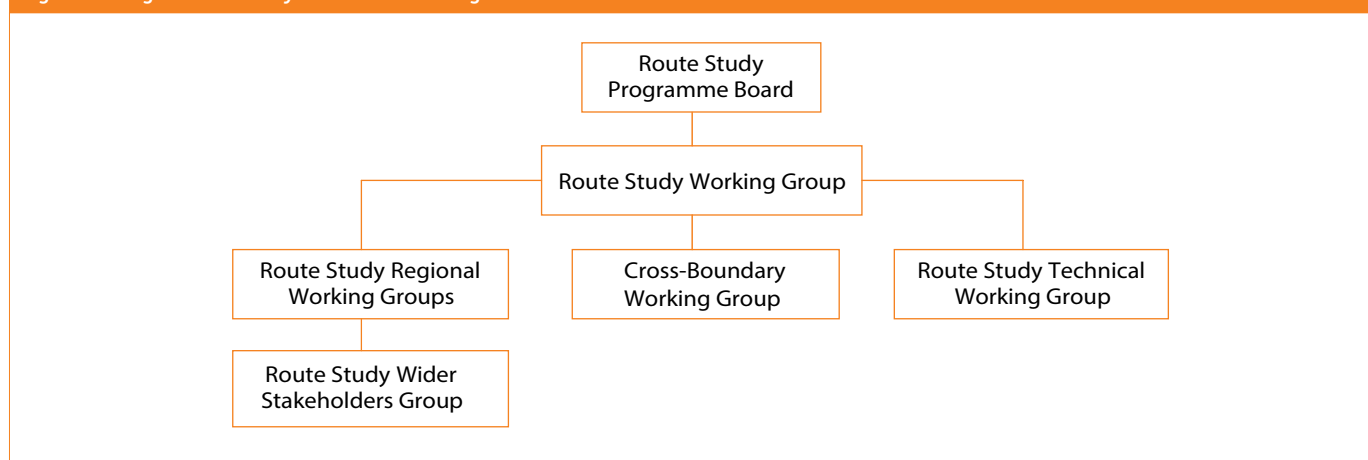 Route Study
Programme Board
Route Study Working Group
Route Study Regional
Working Groups
Cross-Boundary
Working Group
Route Study Technical
Working Group
Route Study Wider
Stakeholders Group